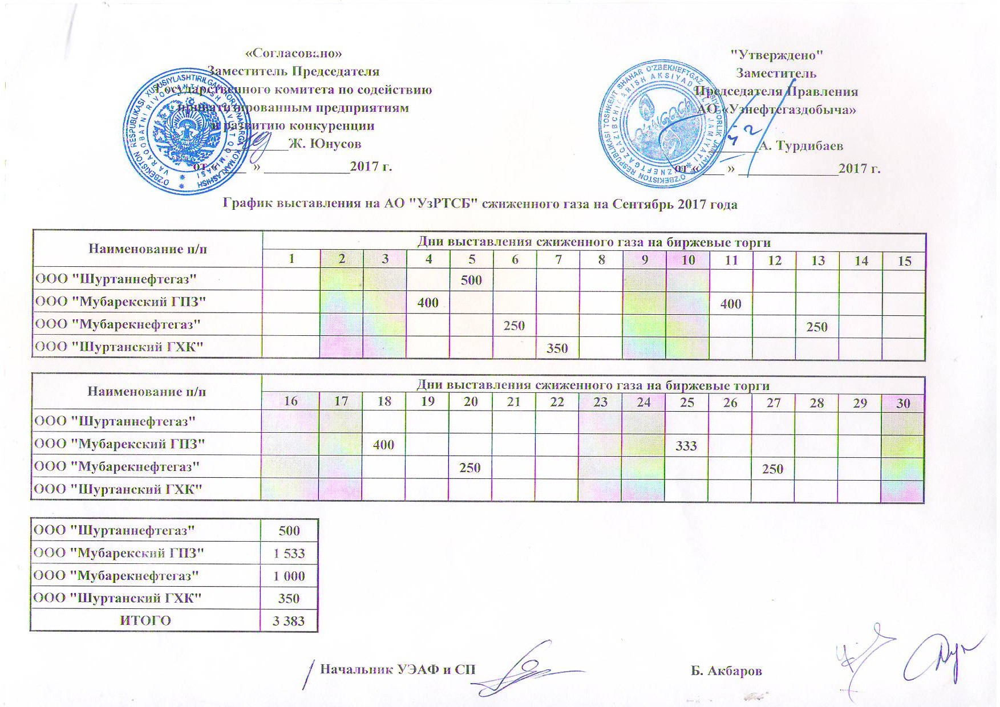 «Согласовано»
Заместитель Председателя
Государственного комитета по содействию
приватизированным предприятиям
и развитию конкуренции
Ж. Юнусов
от « ___ » ____________2017 г.
"Утверждено"
Заместитель
Председателя Правления
АО «Узнефтегаздобыча»
А. Турдибаев
от « ___ » ______________2017 г.
График выставления на АО "УзРТСБ" сжиженного газа на Сентябрь 2017 года
Наименование п/п Дни выставления сжиженного газа на биржевые торги
1 2 3 4 5 6 7 8 9 10 11 12 13 14 15
ООО "Шуртаннефтегаз" 500
ООО "Мубарекский ГПЗ" 400 400
ООО "Мубарекнефтегаз" 250 250
ООО "Шуртанский ГХК" 350
Наименование п/п Дни выставления сжиженного газа на биржевые торги
16 17 18 19 20 21 22 23 24 25 26 27 28 29 30
ООО "Шуртаннефтегаз"
ООО "Мубарекский ГПЗ" 400 333
ООО "Мубарекнефтегаз" 250 250
ООО "Шуртанский ГХК"
ООО "Шуртаннефтегаз" 500
ООО "Мубарекский ГПЗ" 1 533
ООО "Мубарекнефтегаз" 1 000
ООО "Шуртанский ГХК" 350
ИТОГО 3 383
Начальник УЭАФ и СП Б. Акбаров